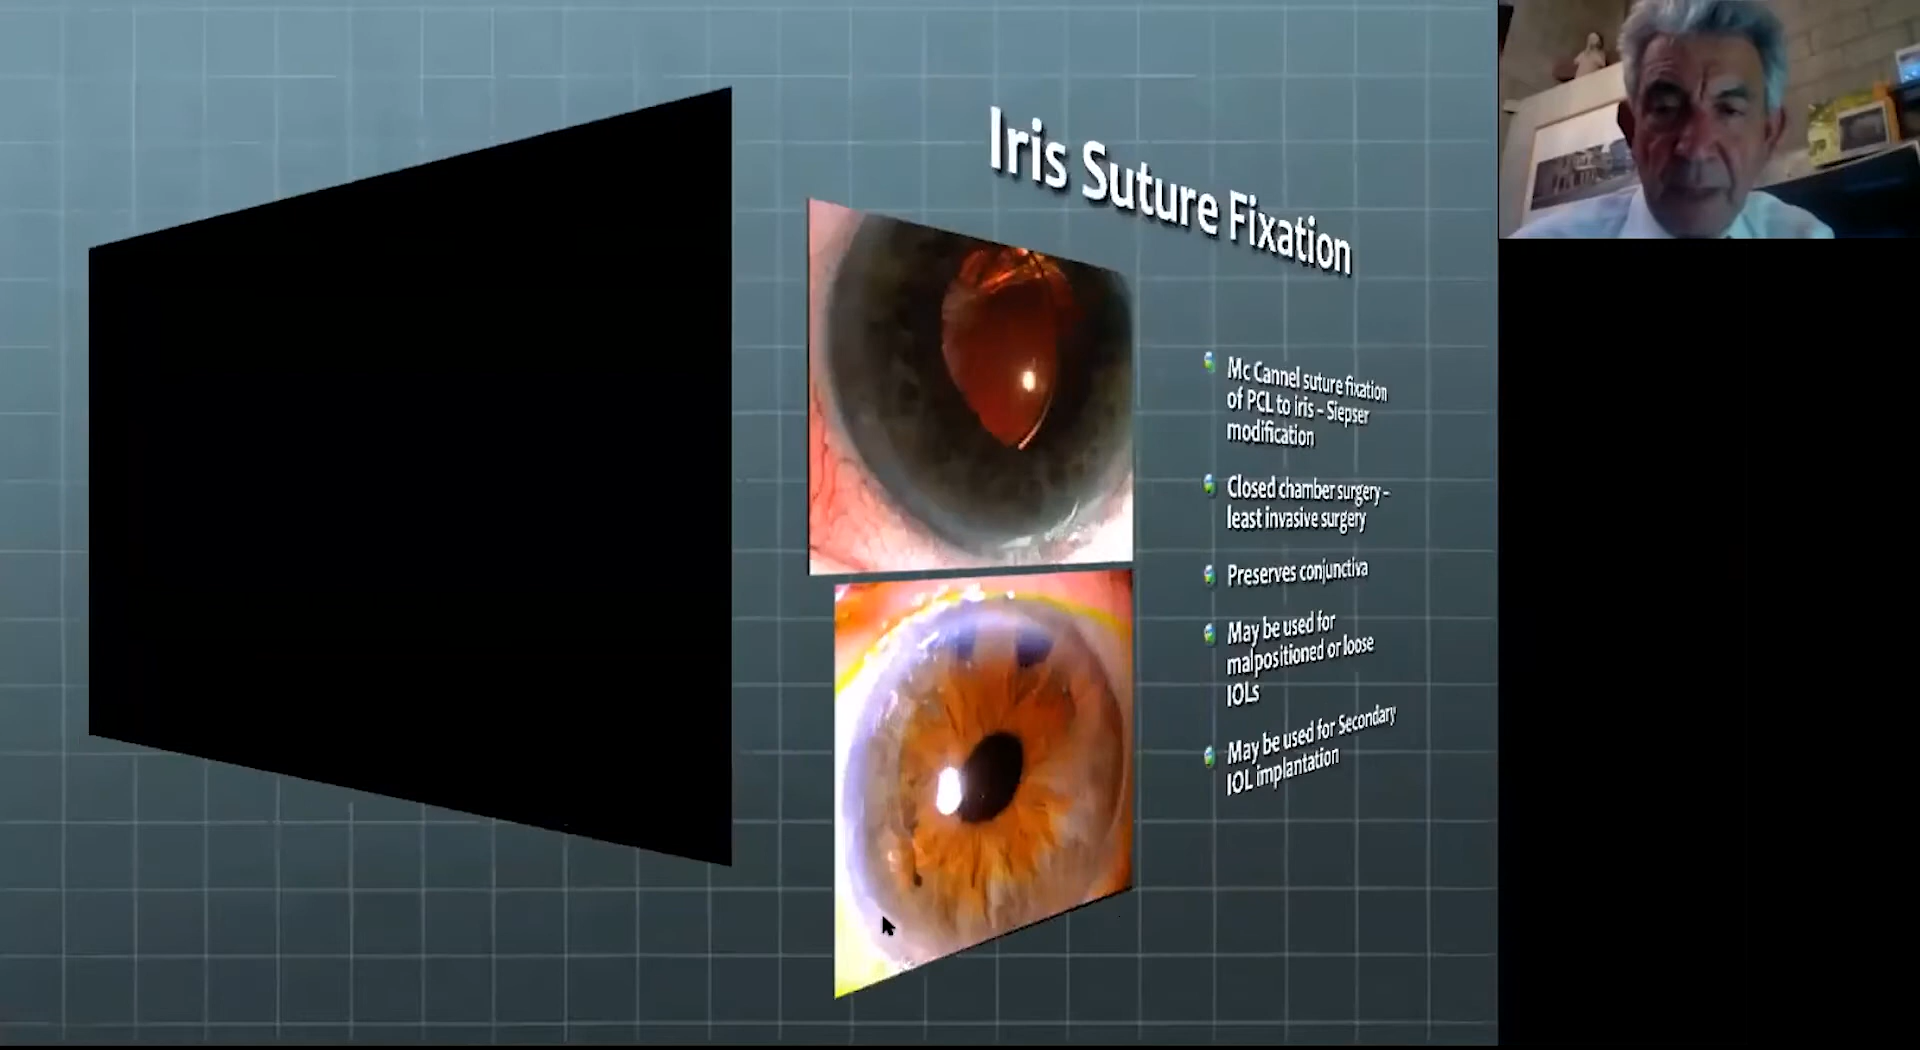 Iris Suture Fixation
Mc Cannel suture fixation
of PCL to iris - Siepser
modification
Closed chamber surgery -
least invasive surgery
Preserves conjunctiva
May be used for
malpositioned or loose
IOLs
May be used for Secondary
IOL implantation